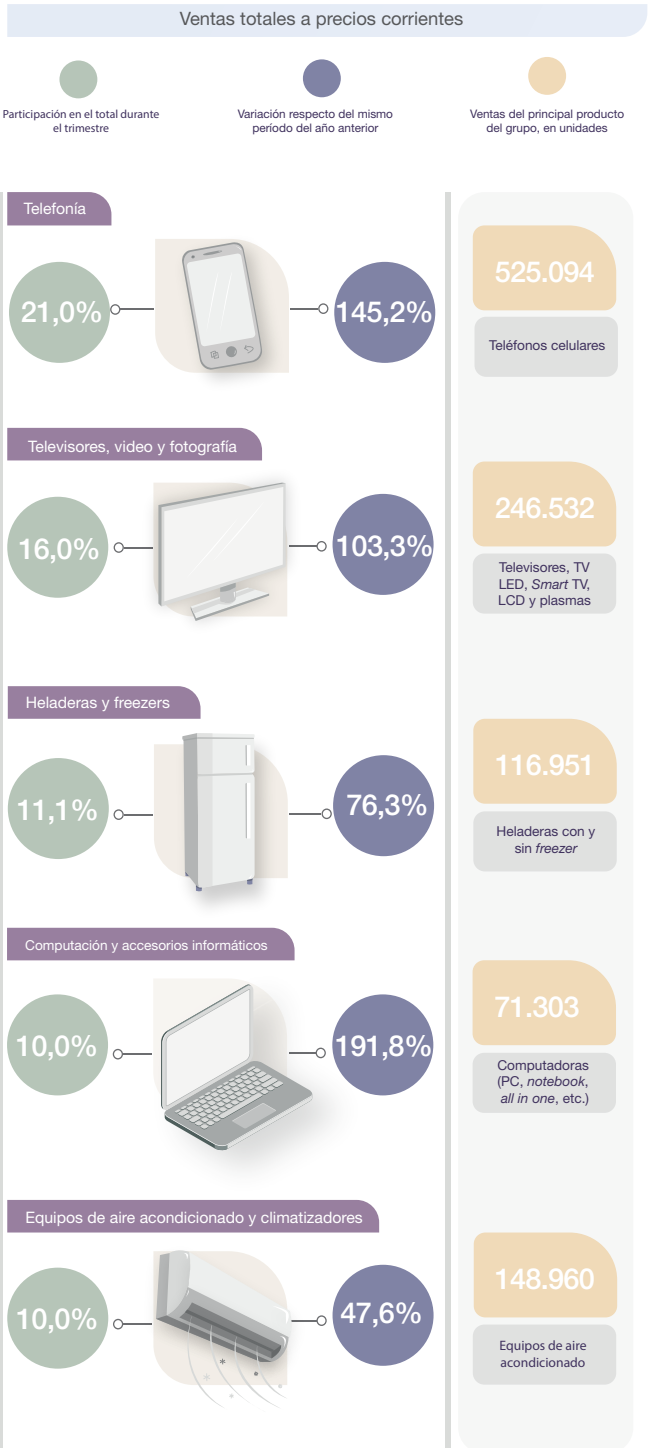 Ventas totales a precios corrientes
Participación en el total durante
el trimestre
Variación respecto del mismo
período del año anterior
Ventas del principal producto
del grupo, en unidades
Telefonía
21,0%
145,2%
525.094
Teléfonos celulares
Televisores, video y fotografía
16,0%
103,3%
246.532
Televisores, TV
LED, Smart TV,
LCD y plasmas
Heladeras y freezers
11,1%
76,3%
116.951
Heladeras con y
sin freezer
Computación y accesorios informáticos
10,0%
191,8%
71.303
Computadoras
(PC, notebook,
all in one, etc.)
Equipos de aire acondicionado y climatizadores
10,0%
47,6%
148.960
Equipos de aire
acondicionado